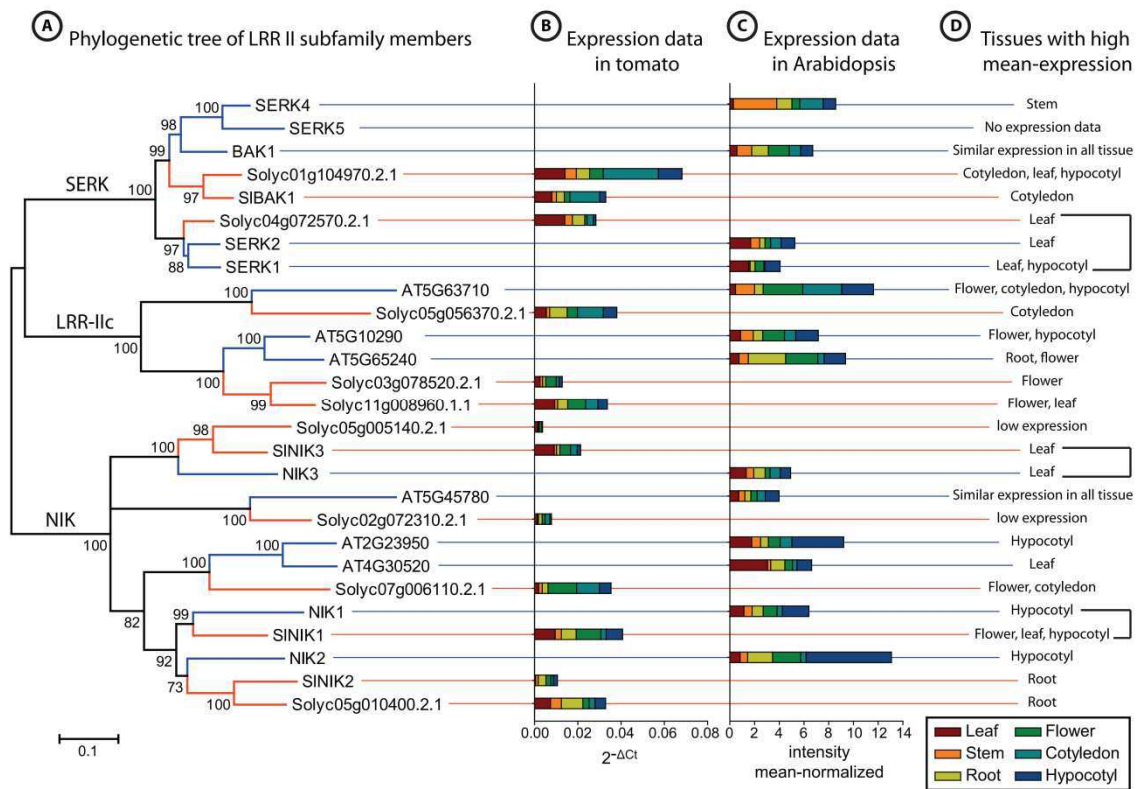 A Phylogenetic tree of LRR II subfamily members
B Expression data
in tomato
C Expression data
in Arabidopsis
D Tissues with high
mean-expression
100 SERK4 Stem
98 SERK5 No expression data
99 BAK1 Similar expression in all tissue
SERK Solyc01g104970.2.1 Cotyledon, leaf, hypocotyl
100 97 SlBAK1 Cotyledon
Solyc04g072570.2.1 Leaf
97 SERK2 Leaf
88 SERK1 Leaf, hypocotyl
100 AT5G63710 Flower, cotyledon, hypocotyl
LRR-IIc Solyc05g056370.2.1 Cotyledon
100 100 AT5G10290 Flower, hypocotyl
AT5G65240 Root, flower
100 Solyc03g078520.2.1 Flower
99 Solyc11g008960.1.1 Flower, leaf
98 Solyc05g005140.2.1 low expression
100 SlNIK3 Leaf
NIK3 Leaf
NIK AT5G45780 Similar expression in all tissue
100 100 Solyc02g072310.2.1 low expression
100 AT2G23950 Hypocotyl
100 AT4G30520 Leaf
Solyc07g006110.2.1 Flower, cotyledon
82 99 NIK1 Hypocotyl
SlNIK1 Flower, leaf, hypocotyl
92 NIK2 Hypocotyl
73 SlNIK2 Root
100 Solyc05g010400.2.1 Root
0.1
0.00 0.02 0.04 0.06 0.08
2-ΔCt
0 2 4 6 8 10 12 14
intensity
mean-normalized
Leaf Flower
Stem Cotyledon
Root Hypocotyl